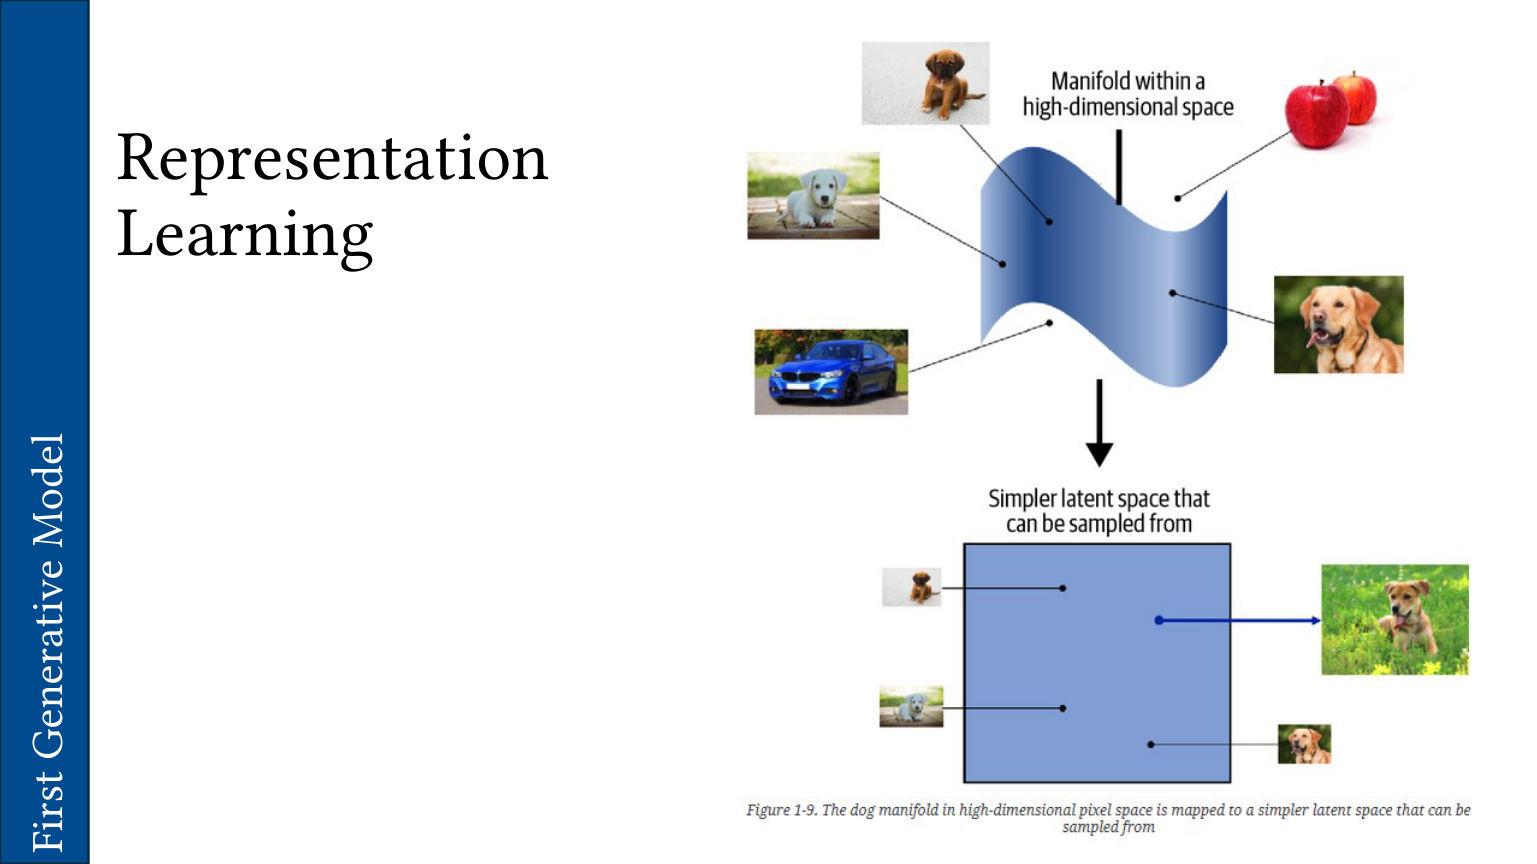 First Generative Model
Representation
Learning
Manifold within a
high-dimensional space
Simpler latent space that
can be sampled from
Figure 1-9. The dog manifold in high-dimensional pixel space is mapped to a simpler latent space that can be
sampled from